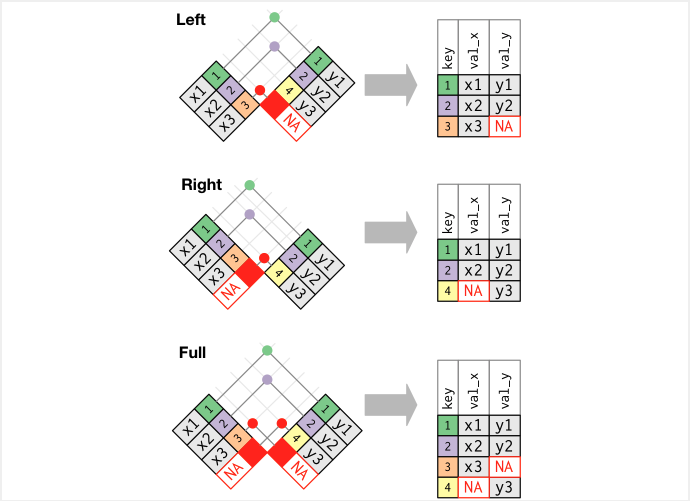 Left
1 1
x1 2 2 y1
x2 3 4 y2
x3 y3
NA
key val_x val_y
1 x1 y1
2 x2 y2
3 x3 NA
Right
1 1
x1 2 2 y1
x2 3 4 y2
x3 y3
NA
key val_x val_y
1 x1 y1
2 x2 y2
4 NA y3
Full
1 1
x1 2 2 y1
x2 3 4 y2
x3 y3
NA NA
key val_x val_y
1 x1 y1
2 x2 y2
3 x3 NA
4 NA y3